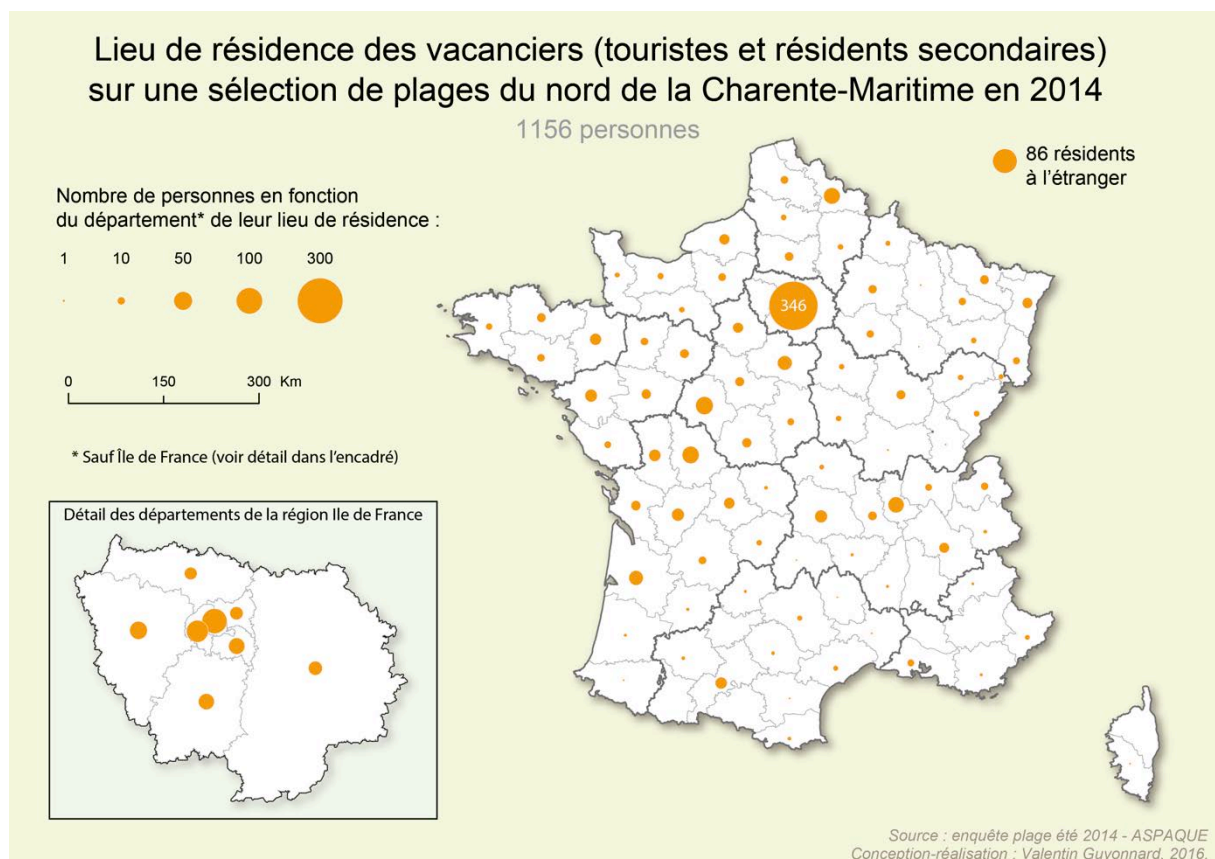 Lieu de résidence des vacanciers (touristes et résidents secondaires)
sur une sélection de plages du nord de la Charente-Maritime en 2014
1156 personnes
86 résidents
à l'étranger
Nombre de personnes en fonction
du département* de leur lieu de résidence :
1 10 50 100 300
346
0 150 300 Km
* Sauf Île de France (voir détail dans l'encadré)
Détail des départements de la région Ile de France
Source : enquête plage été 2014 - ASPAQUE
Conception-réalisation : Valentin Guyonnard, 2016.